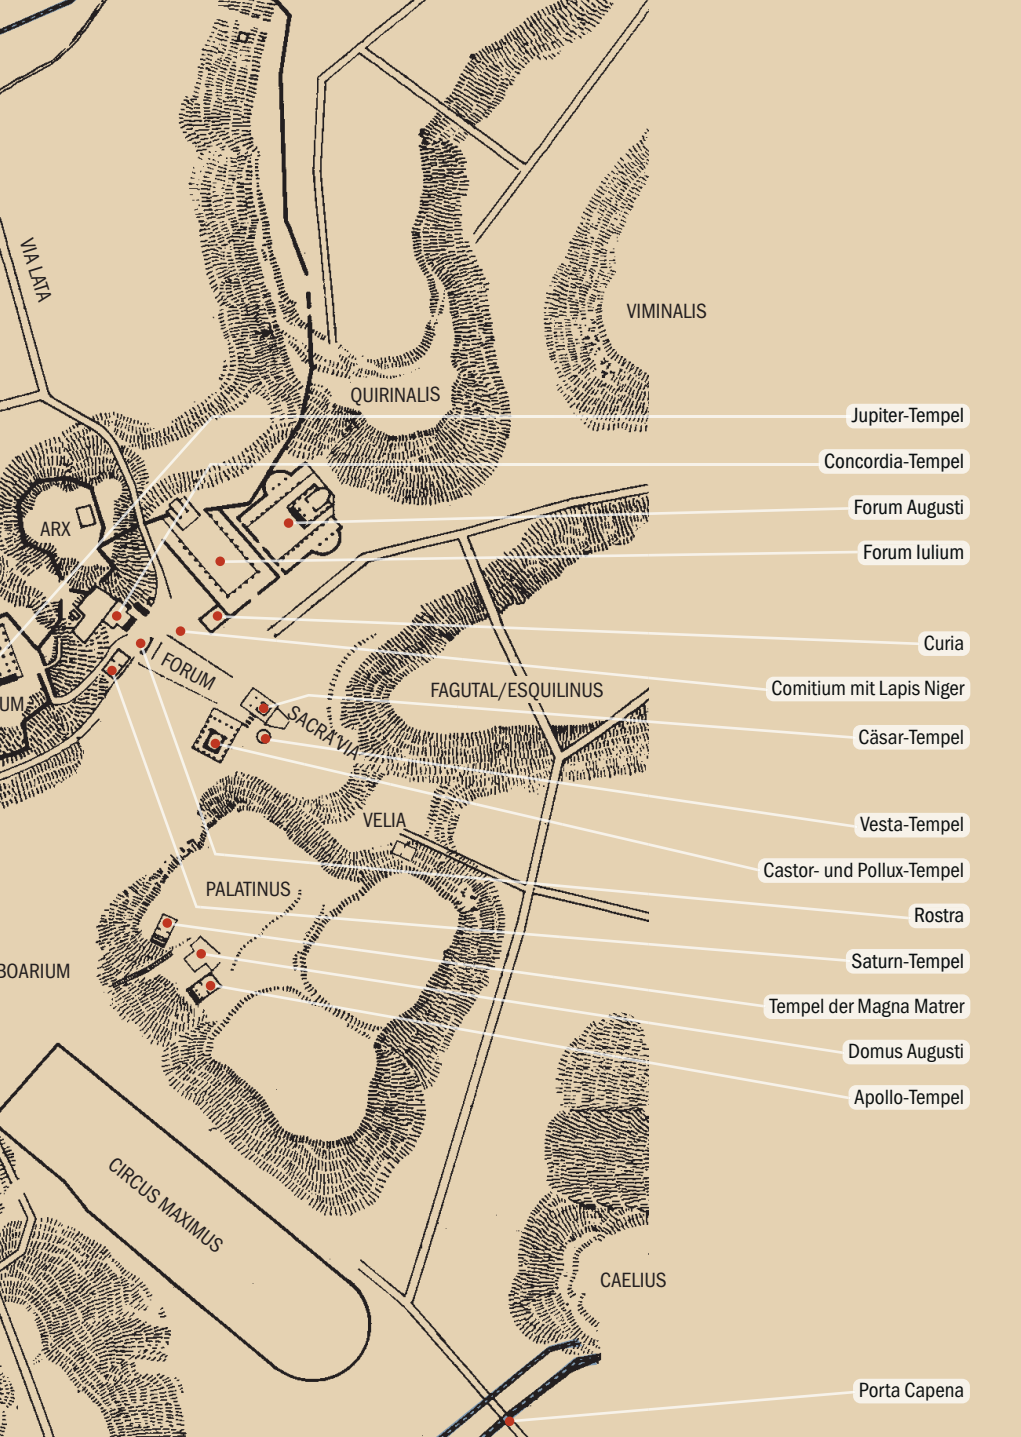 VIA LATA
VIMINALIS
QUIRINALIS
Jupiter-Tempel
Concordia-Tempel
Forum Augusti
ARX
Forum Iulium
Curia
FORUM
Comitium mit Lapis Niger
FAGUTAL/ESQUILINUS
UM
SACRA VIA
Cäsar-Tempel
VELIA
Vesta-Tempel
Castor- und Pollux-Tempel
PALATINUS
Rostra
Saturn-Tempel
BOARIUM
Tempel der Magna Matrer
Domus Augusti
Apollo-Tempel
CIRCUS MAXIMUS
CAELIUS
Porta Capena